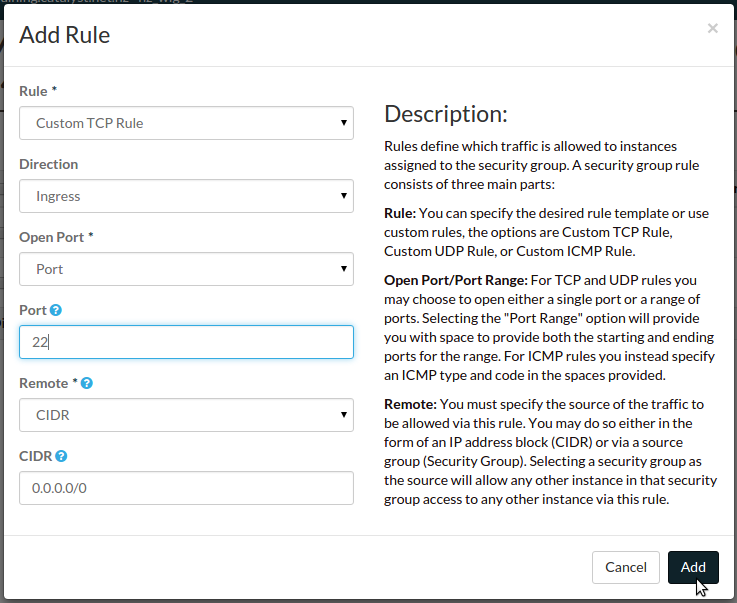 Add Rule
×
Rule *
Custom TCP Rule
Direction
Ingress
Open Port *
Port
Port
22
Remote *
CIDR
CIDR
0.0.0.0/0
Description:
Rules define which traffic is allowed to instances
assigned to the security group. A security group rule
consists of three main parts:
Rule: You can specify the desired rule template or use
custom rules, the options are Custom TCP Rule,
Custom UDP Rule, or Custom ICMP Rule.
Open Port/Port Range: For TCP and UDP rules you
may choose to open either a single port or a range of
ports. Selecting the "Port Range" option will provide
you with space to provide both the starting and ending
ports for the range. For ICMP rules you instead specify
an ICMP type and code in the spaces provided.
Remote: You must specify the source of the traffic to
be allowed via this rule. You may do so either in the
form of an IP address block (CIDR) or via a source
group (Security Group). Selecting a security group as
the source will allow any other instance in that security
group access to any other instance via this rule.
Cancel
Add